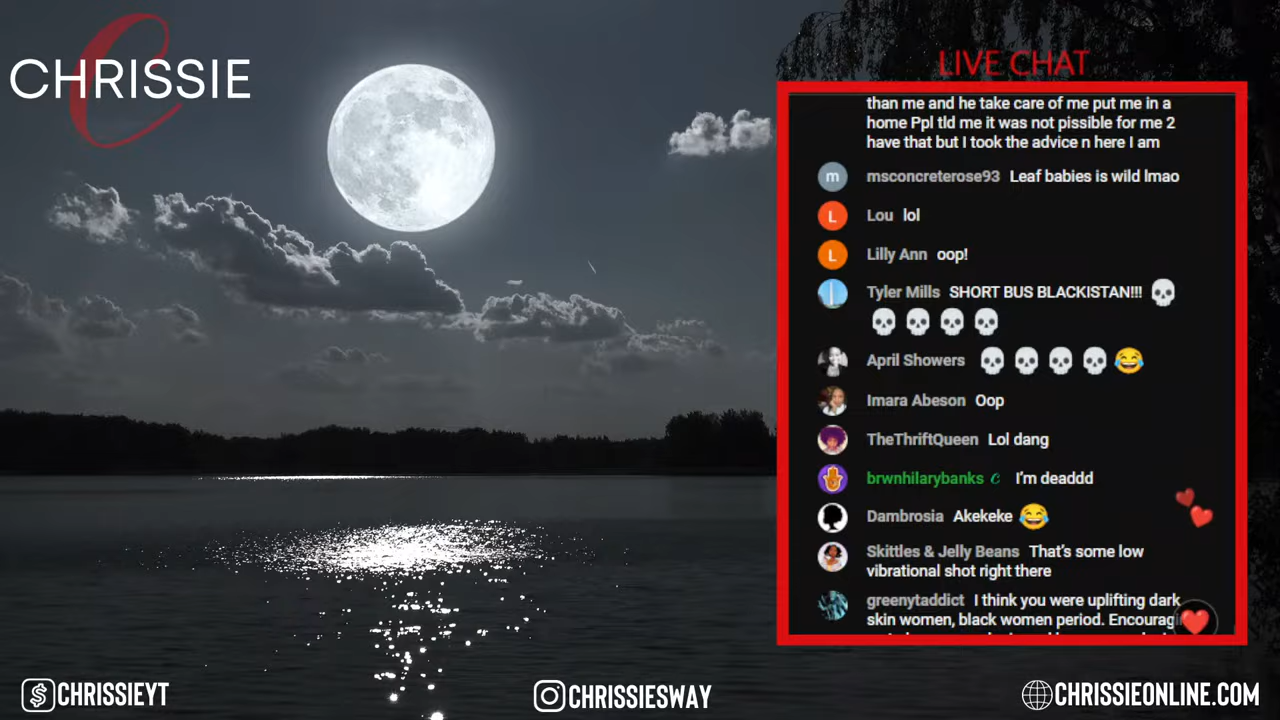 CHRISSIE
LIVE CHAT
than me and he take care of me put me in a
home Ppl tld me it was not pissible for me 2
have that but I took the advice n here I am
m msconcreterose93 Leaf babies is wild lmao
L Lou lol
L Lilly Ann oop!
Tyler Mills SHORT BUS BLACKISTAN!!! 💀
💀 💀 💀 💀
April Showers 💀 💀 💀 💀 😂
Imara Abeson Oop
TheThriftQueen Lol dang
brwnhilarybanks I'm deaddd
Dambrosia Akekeke 😂
Skittles & Jelly Beans That's some low
vibrational shot right there
greenytaddict I think you were uplifting dark
skin women, black women period.
$ CHRISSIEYT
CHRISSIESWAY
CHRISSIEONLINE.COM